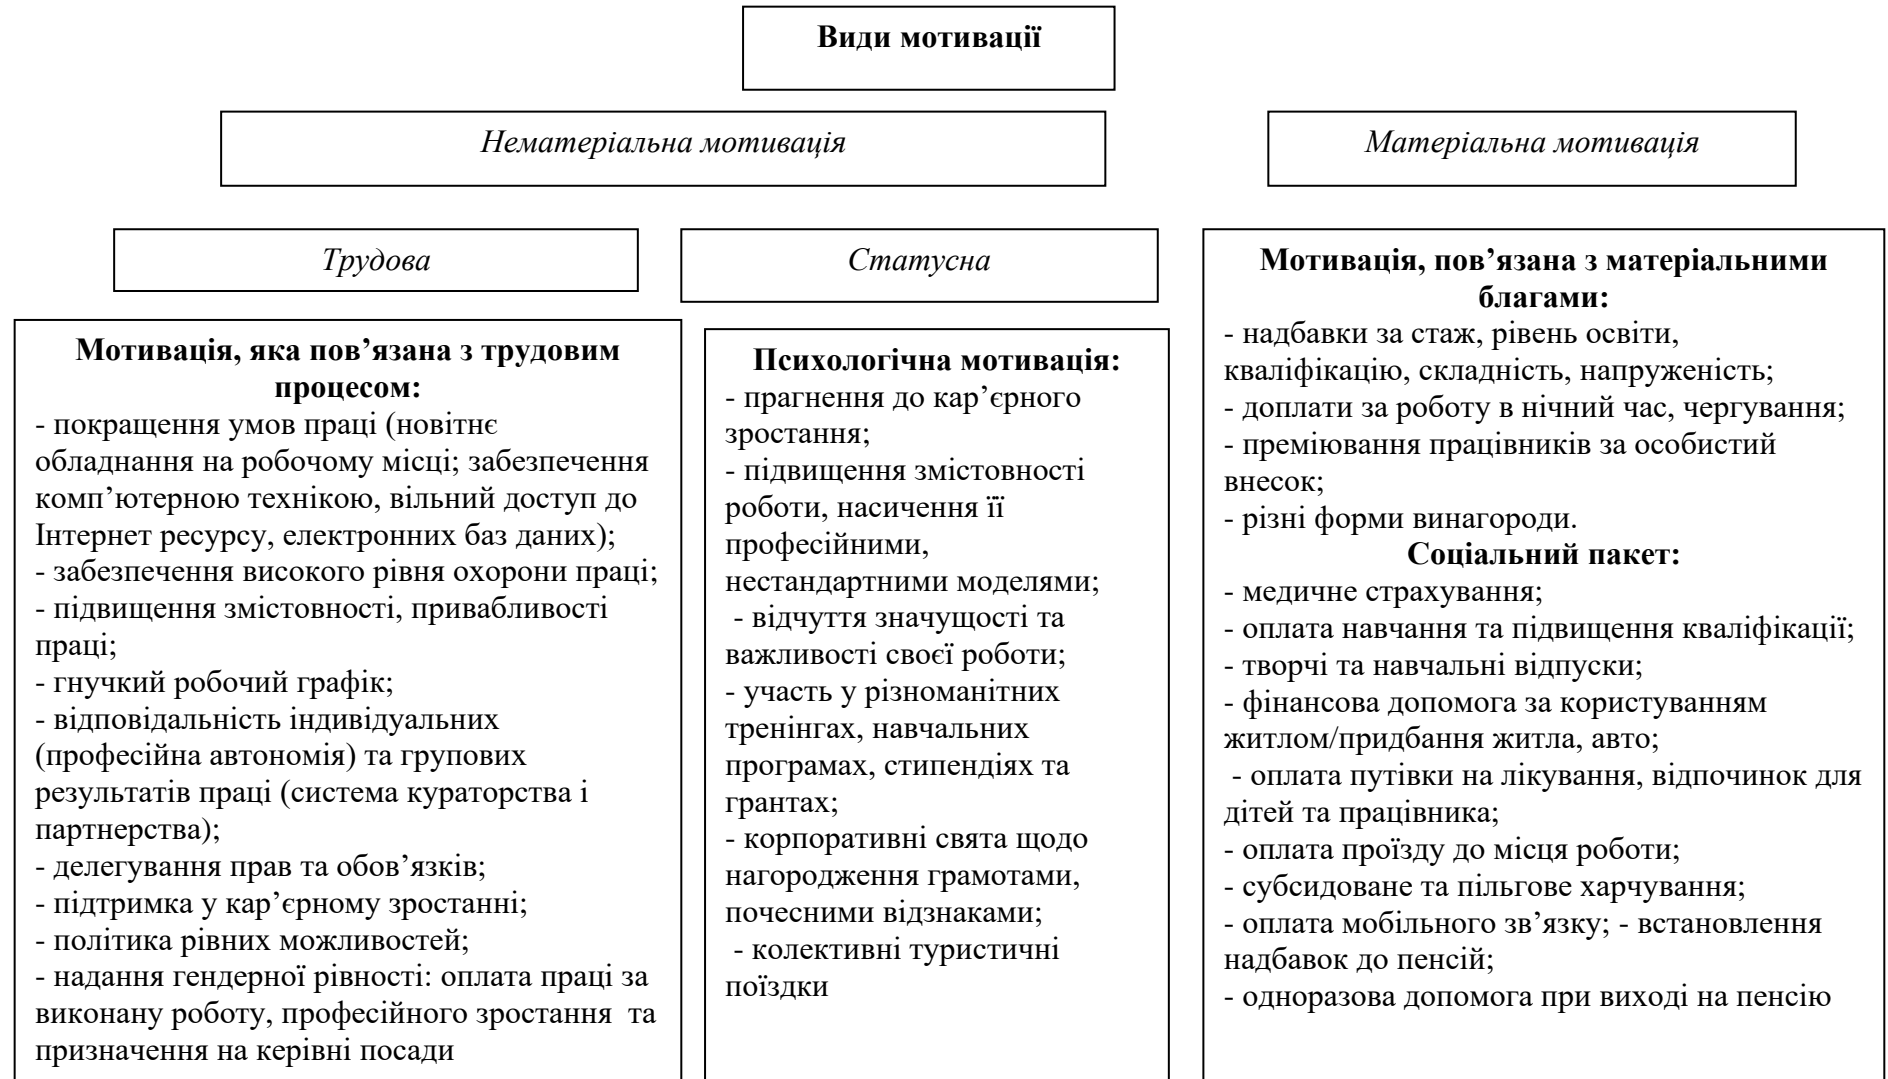 Види мотивації
Нематеріальна мотивація
Матеріальна мотивація
Трудова
Статусна
Мотивація, яка пов’язана з трудовим
процесом:
- покращення умов праці (новітнє
обладнання на робочому місці; забезпечення
комп’ютерною технікою, вільний доступ до
Інтернет ресурсу, електронних баз даних);
- забезпечення високого рівня охорони праці;
- підвищення змістовності, привабливості
праці;
- гнучкий робочий графік;
- відповідальність індивідуальних
(професійна автономія) та групових
результатів праці (система кураторства і
партнерства);
- делегування прав та обов’язків;
- підтримка у кар’єрному зростанні;
- політика рівних можливостей;
- надання гендерної рівності: оплата праці за
виконану роботу, професійного зростання та
призначення на керівні посади
Психологічна мотивація:
- прагнення до кар’єрного
зростання;
- підвищення змістовності
роботи, насичення її
професійними,
нестандартними моделями;
- відчуття значущості та
важливості своєї роботи;
- участь у різноманітних
тренінгах, навчальних
програмах, стипендіях та
грантах;
- корпоративні свята щодо
нагородження грамотами,
почесними відзнаками;
- колективні туристичні
поїздки
Мотивація, пов’язана з матеріальними
благами:
- надбавки за стаж, рівень освіти,
кваліфікацію, складність, напруженість;
- доплати за роботу в нічний час, чергування;
- преміювання працівників за особистий
внесок;
- різні форми винагороди.
Соціальний пакет:
- медичне страхування;
- оплата навчання та підвищення кваліфікації;
- творчі та навчальні відпуски;
- фінансова допомога за користуванням
житлом/придбання житла, авто;
- оплата путівки на лікування, відпочинок для
дітей та працівника;
- оплата проїзду до місця роботи;
- субсидоване та пільгове харчування;
- оплата мобільного зв’язку; - встановлення
надбавок до пенсій;
- одноразова допомога при виході на пенсію